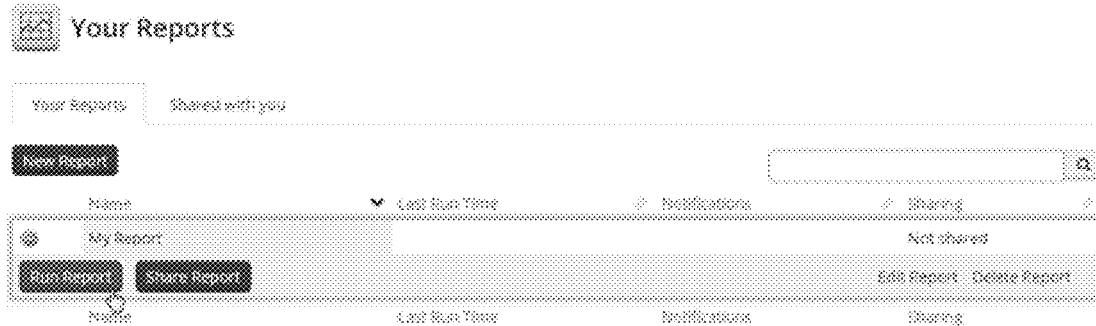 Your Reports
Your Reports Shared with you
New Report
Name Last Run Time Notifications Sharing
My Report Not shared
Run Report Share Report Edit Report Delete Report
Name Last Run Time Notifications Sharing